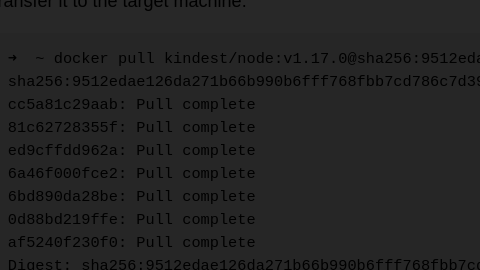 ransfer it to the target machine.
➜ ~ docker pull kindest/node:v1.17.0@sha256:9512eda
sha256:9512edae126da271b66b990b6fff768fbb7cd786c7d39
cc5a81c29aab: Pull complete
81c62728355f: Pull complete
ed9cffdd962a: Pull complete
6a46f000fce2: Pull complete
6bd890da28be: Pull complete
0d88bd219ffe: Pull complete
af5240f230f0: Pull complete
Digest: sha256:9512edae126da271b66b990b6fff768fbb7cd